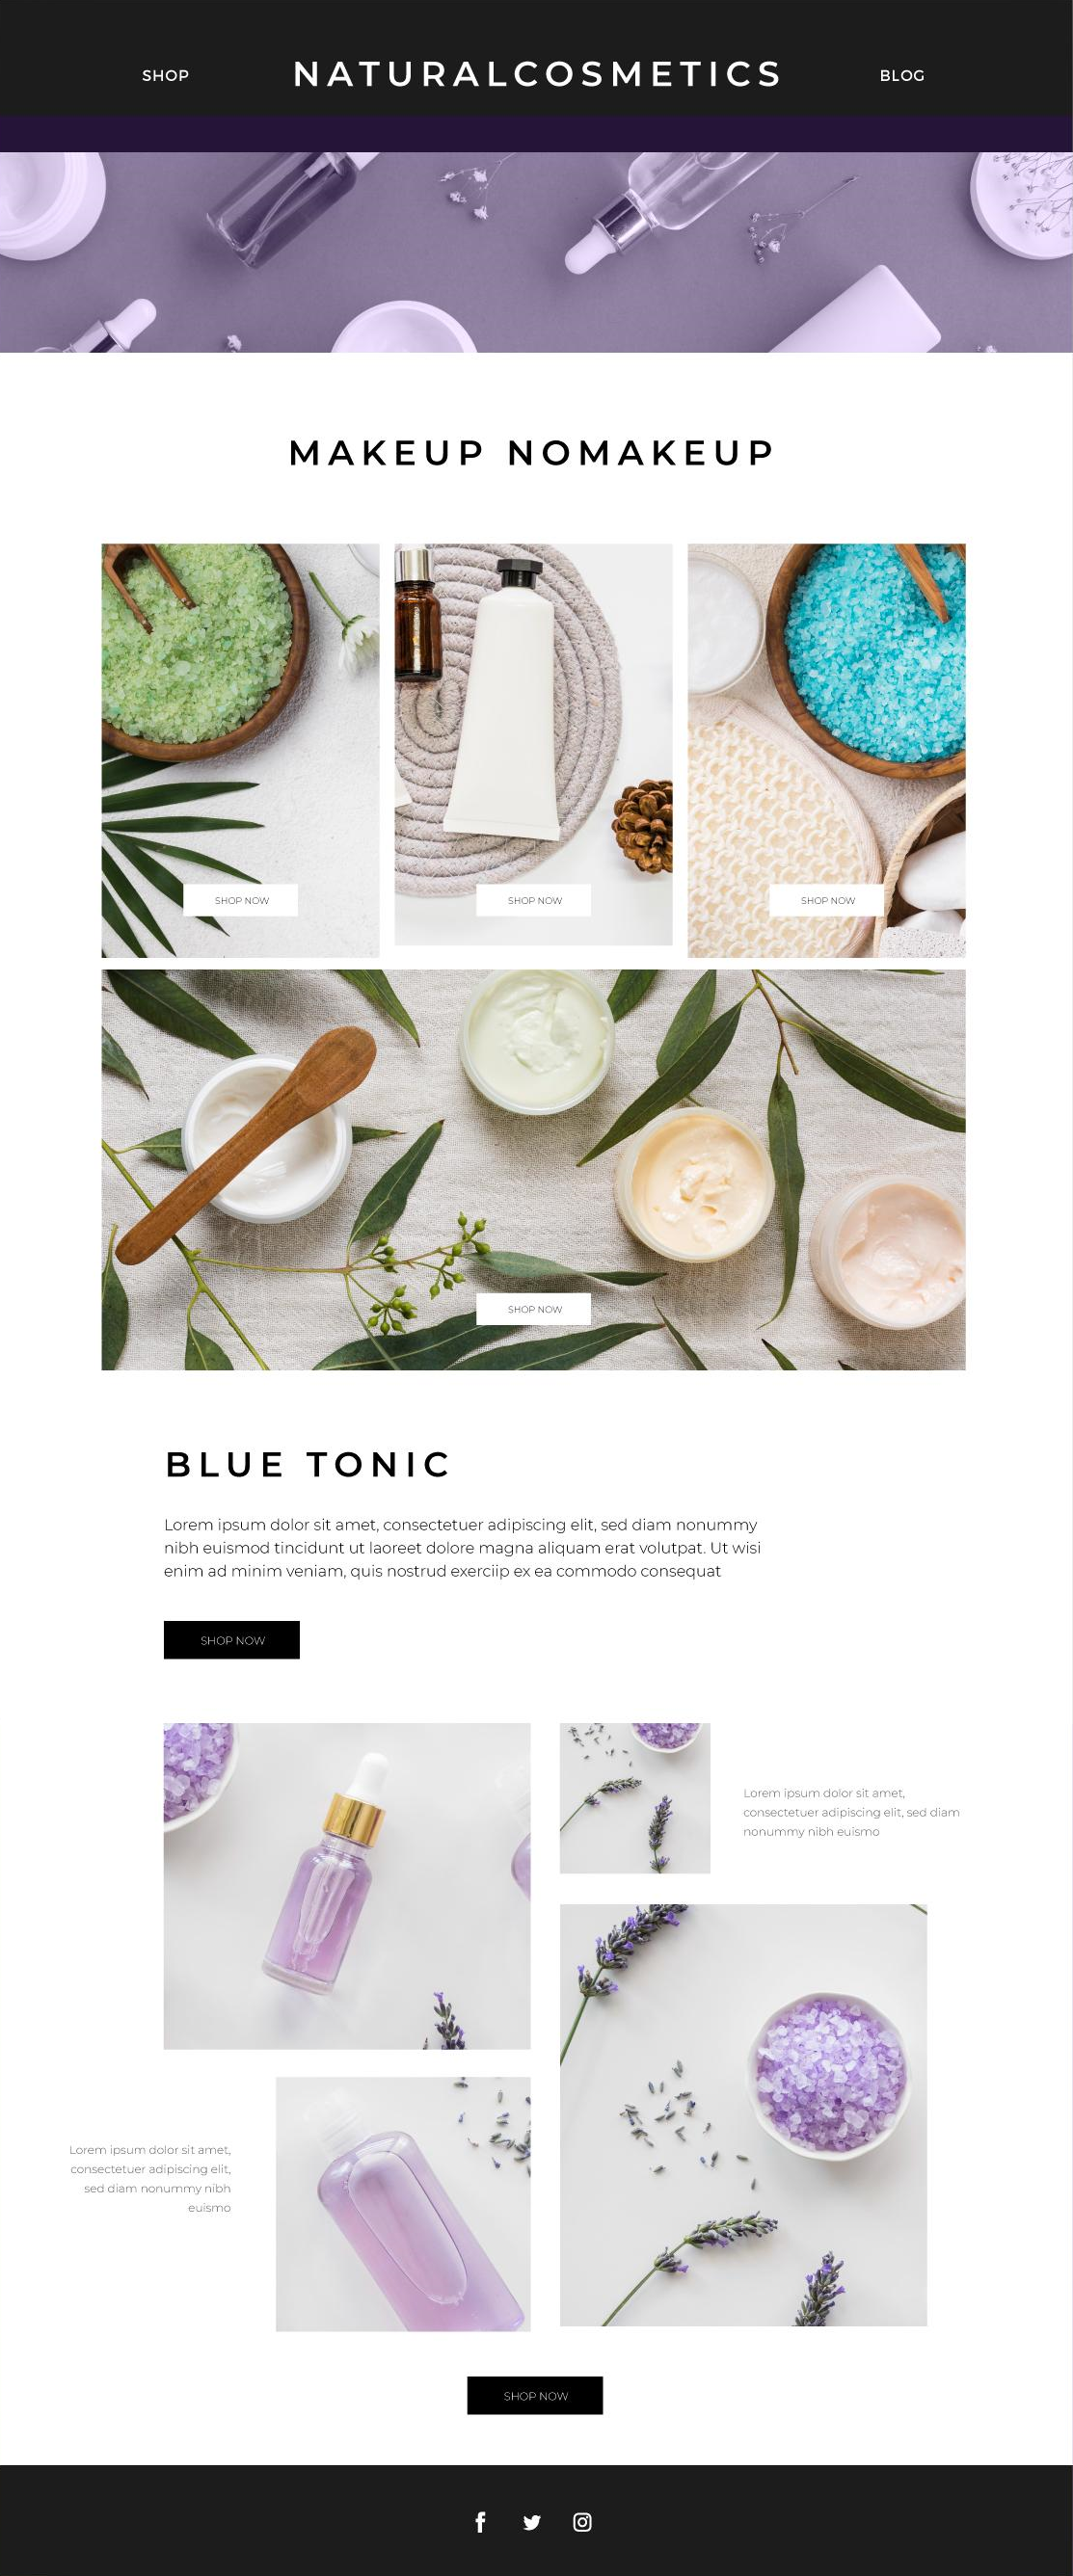 SHOP
NATURALCOSMETICS
BLOG
MAKEUP NOMAKEUP
SHOP NOW
SHOP NOW
SHOP NOW
SHOP NOW
BLUE TONIC
Lorem ipsum dolor sit amet, consectetuer adipiscing elit, sed diam nonummy
nibh euismod tincidunt ut laoreet dolore magna aliquam erat volutpat. Ut wisi
enim ad minim veniam, quis nostrud exerciip ex ea commodo consequat
SHOP NOW
Lorem ipsum dolor sit amet,
consectetuer adipiscing elit, sed diam
nonummy nibh euismo
Lorem ipsum dolor sit amet,
consectetuer adipiscing elit,
sed diam nonummy nibh
euismo
SHOP NOW